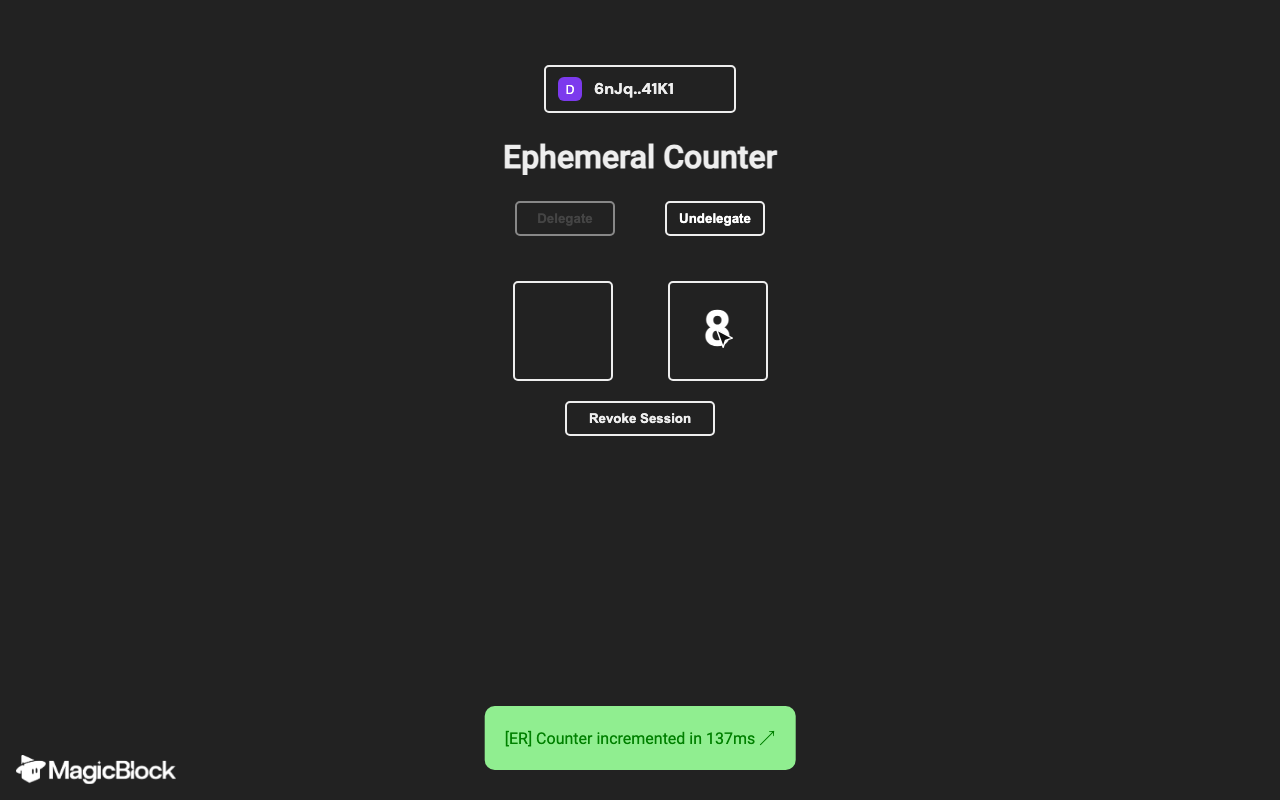 D 6nJq..41K1
Ephemeral Counter
Delegate Undelegate
8
Revoke Session
[ER] Counter incremented in 137ms ↗
MagicBlock